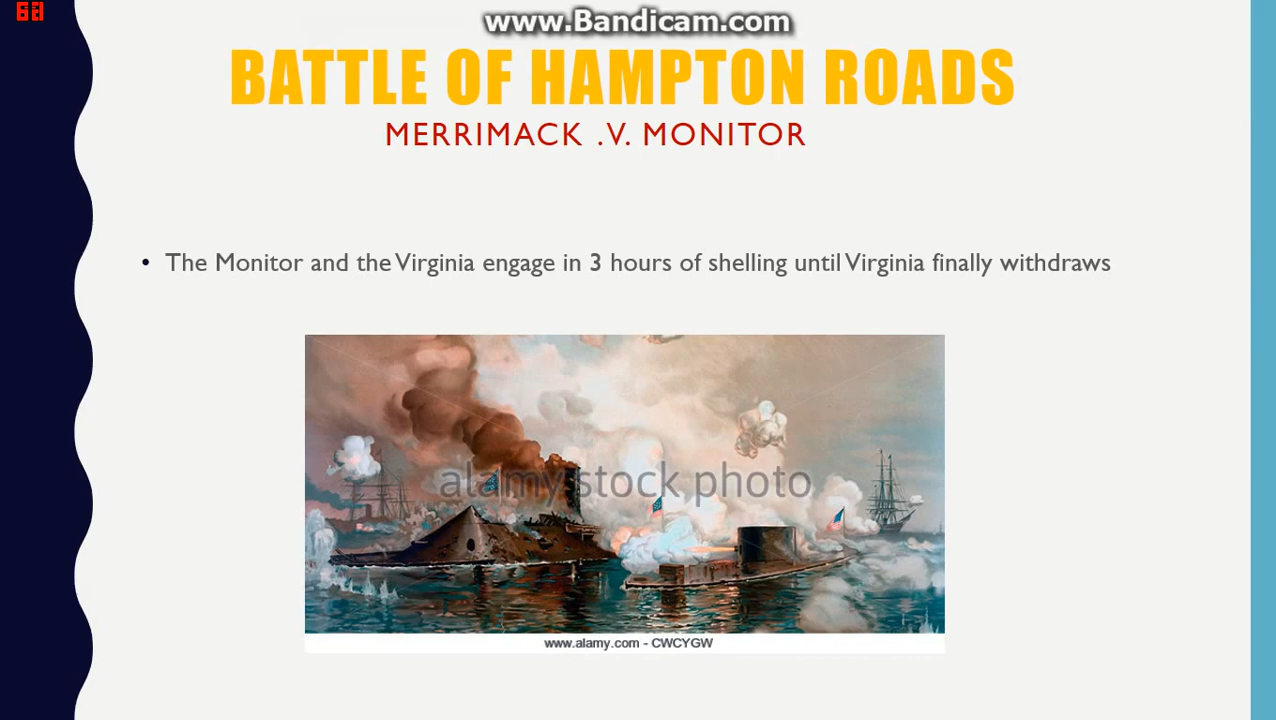 621
www.Bandicam.com
BATTLE OF HAMPTON ROADS
MERRIMACK .V. MONITOR
• The Monitor and the Virginia engage in 3 hours of shelling until Virginia finally withdraws
alamy stock photo
www.alamy.com - CWCYGW